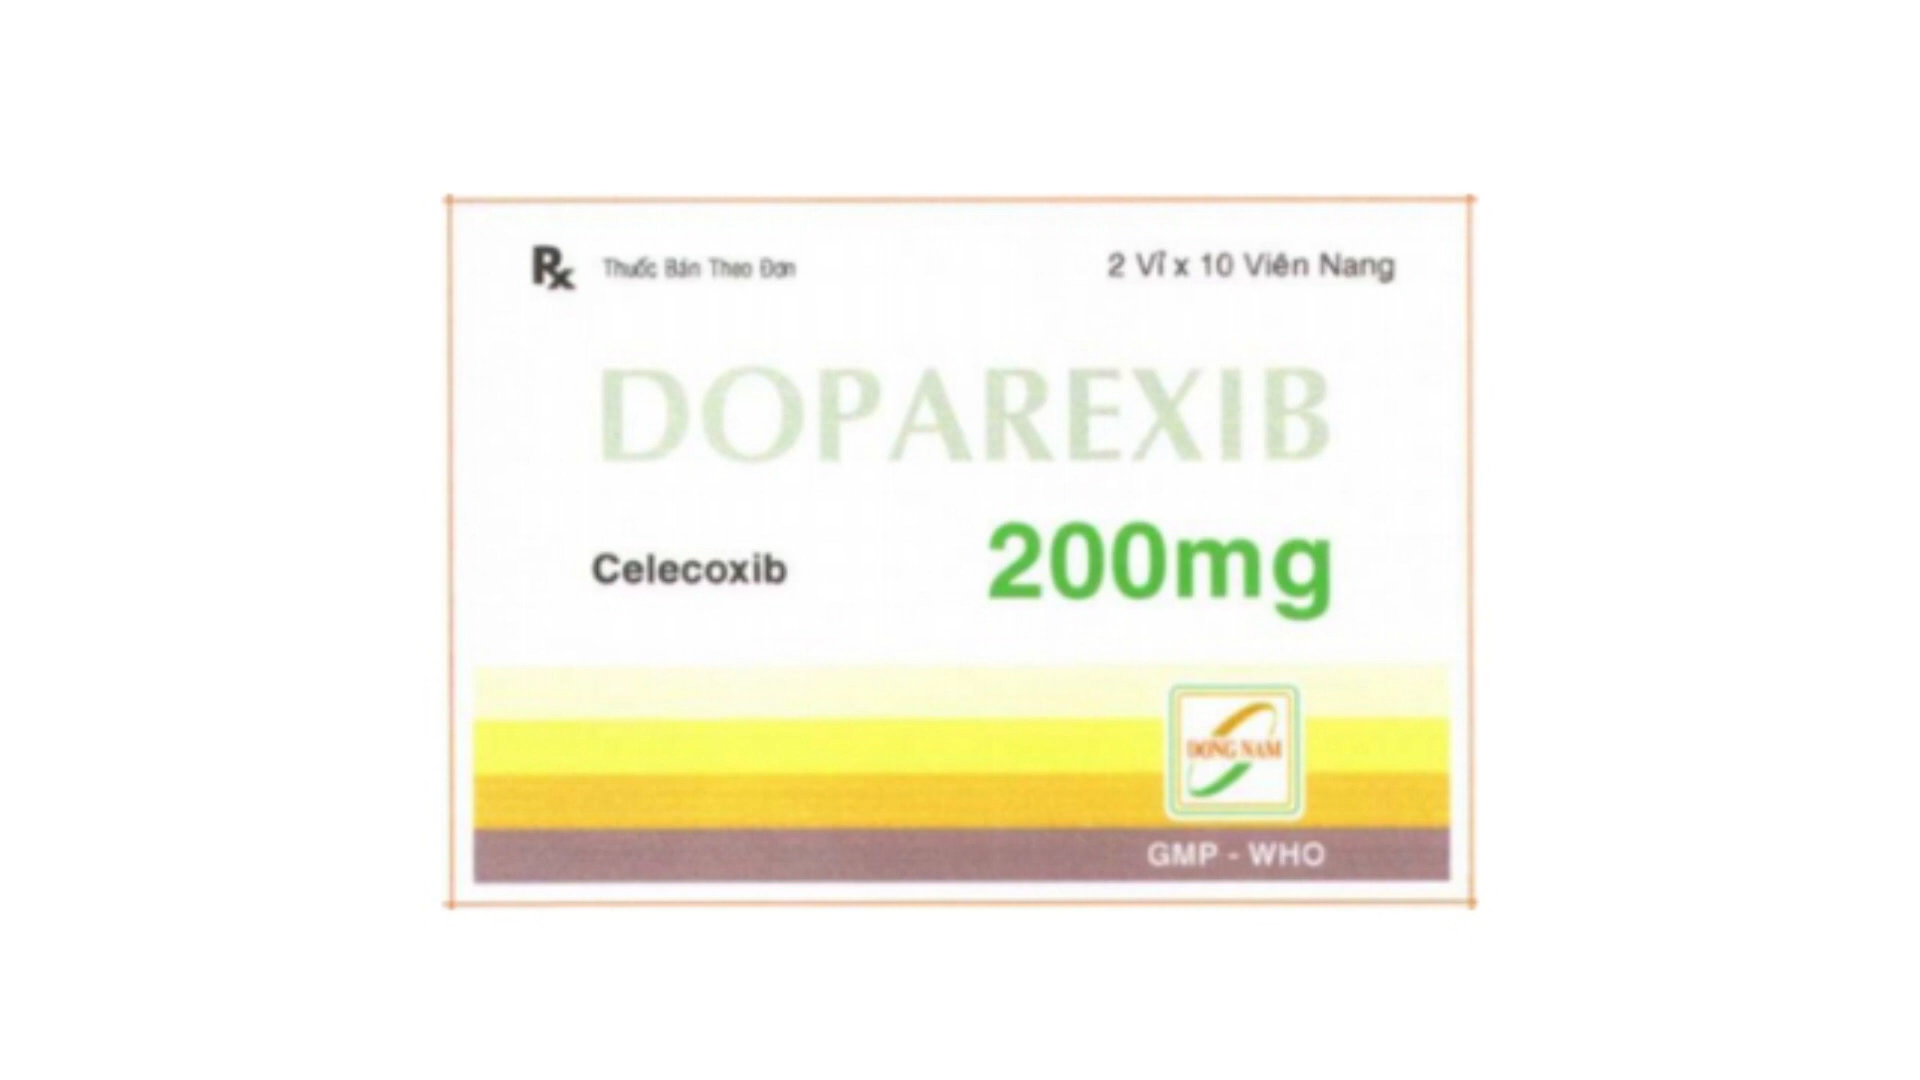 Rx Thuốc Bán Theo Đơn
2 Vỉ x 10 Viên Nang
DOPAREXIB
Celecoxib
200mg
DONG NAM
GMP - WHO